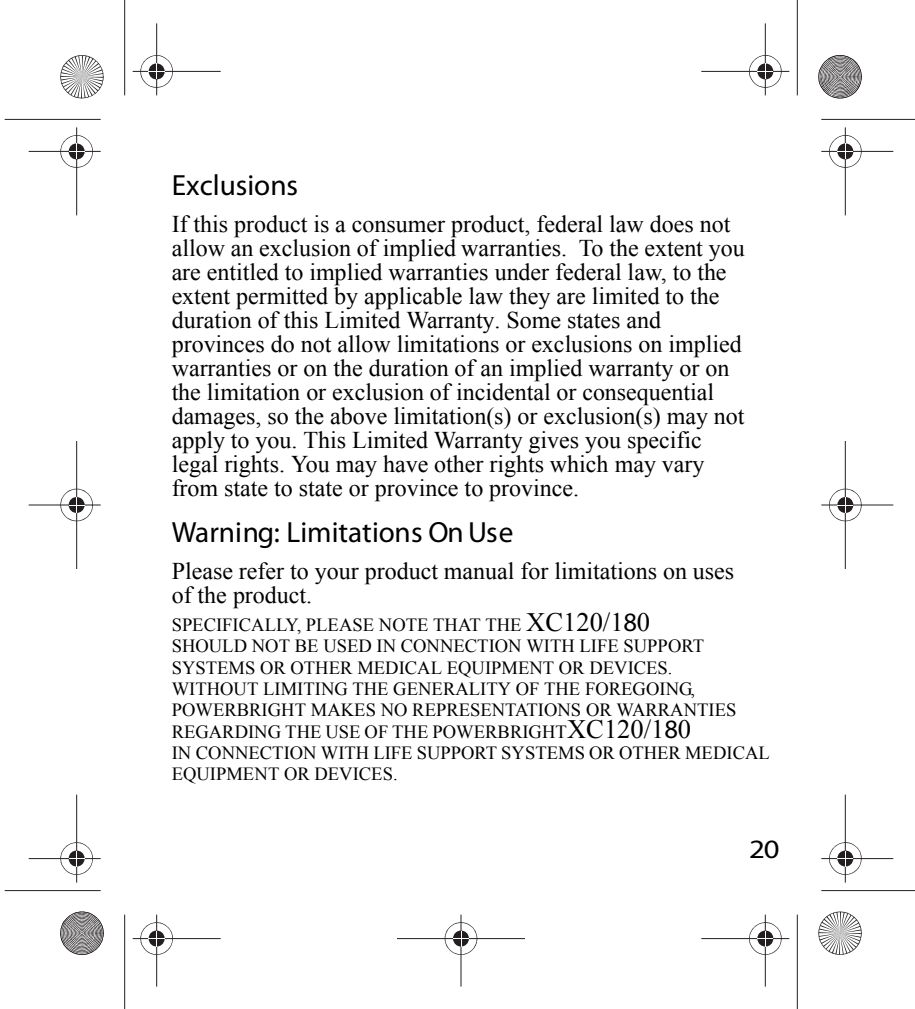 Exclusions
If this product is a consumer product, federal law does not
allow an exclusion of implied warranties.  To the extent you
are entitled to implied warranties under federal law, to the
extent permitted by applicable law they are limited to the
duration of this Limited Warranty. Some states and
provinces do not allow limitations or exclusions on implied
warranties or on the duration of an implied warranty or on
the limitation or exclusion of incidental or consequential
damages, so the above limitation(s) or exclusion(s) may not
apply to you. This Limited Warranty gives you specific
legal rights. You may have other rights which may vary
from state to state or province to province.
Warning: Limitations On Use
Please refer to your product manual for limitations on uses
of the product.
SPECIFICALLY, PLEASE NOTE THAT THE XC120/180
SHOULD NOT BE USED IN CONNECTION WITH LIFE SUPPORT
SYSTEMS OR OTHER MEDICAL EQUIPMENT OR DEVICES.
WITHOUT LIMITING THE GENERALITY OF THE FOREGOING,
POWERBRIGHT MAKES NO REPRESENTATIONS OR WARRANTIES
REGARDING THE USE OF THE POWERBRIGHTXC120/180
IN CONNECTION WITH LIFE SUPPORT SYSTEMS OR OTHER MEDICAL
EQUIPMENT OR DEVICES.
20